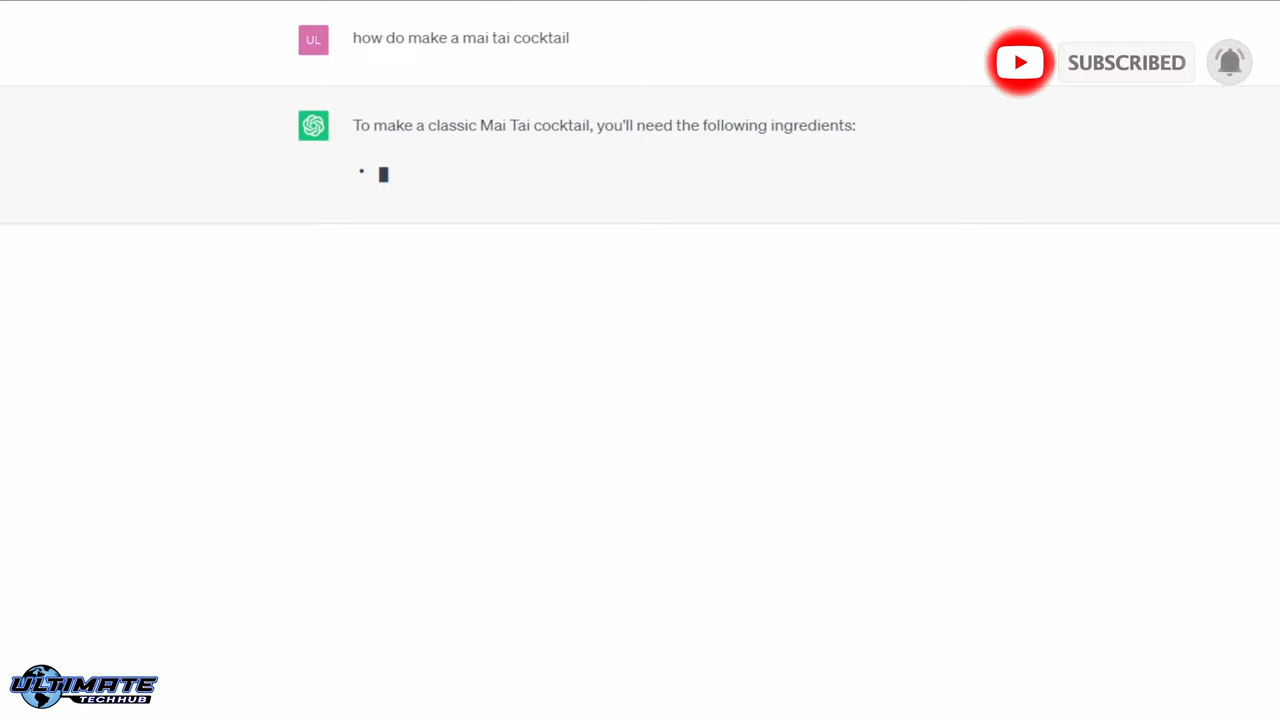 UL
how do make a mai tai cocktail
SUBSCRIBED
To make a classic Mai Tai cocktail, you'll need the following ingredients:
ULTIMATE
TECHHUB